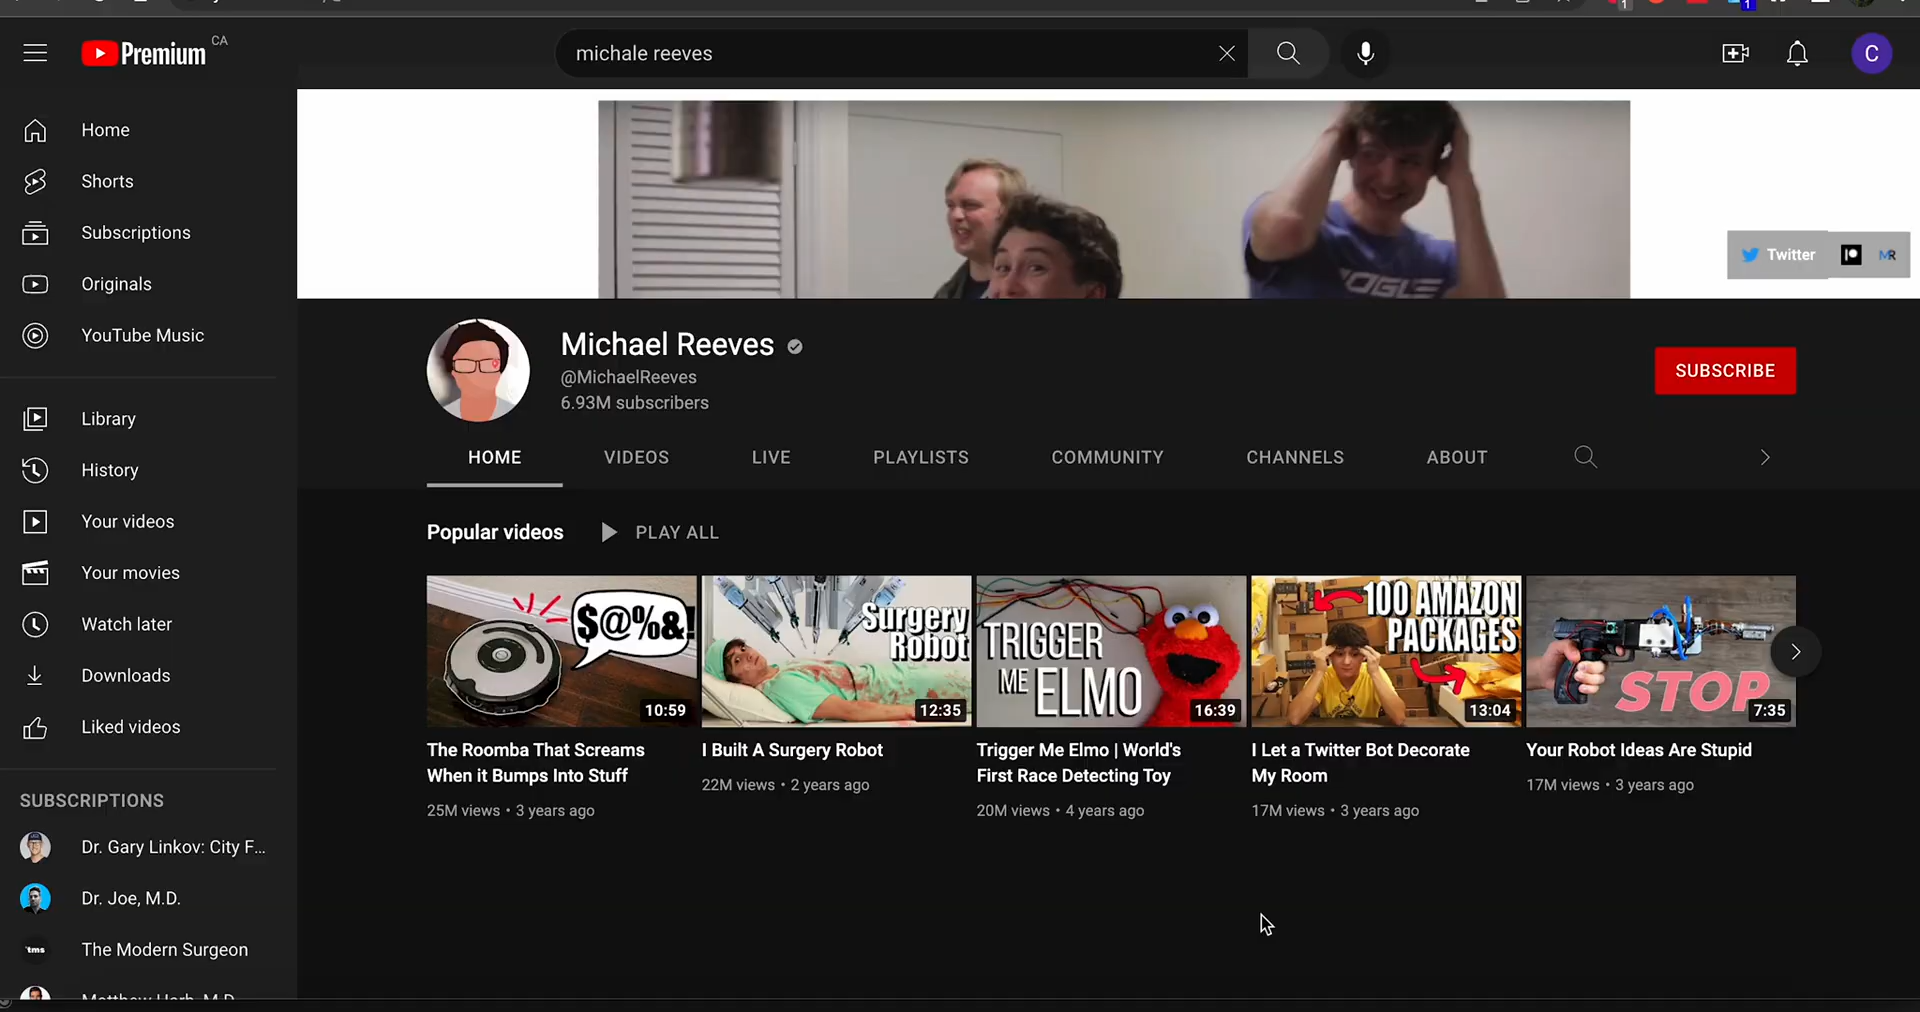 1
1
Premium CA
michale reeves
C
Home
Shorts
Subscriptions
Originals
YouTube Music
Library
History
Your videos
Your movies
Watch later
Downloads
Liked videos
SUBSCRIPTIONS
Dr. Gary Linkov: City F...
Dr. Joe, M.D.
tms
The Modern Surgeon
OGLE
Twitter
MR
Michael Reeves
@MichaelReeves
6.93M subscribers
SUBSCRIBE
HOME VIDEOS LIVE PLAYLISTS COMMUNITY CHANNELS ABOUT
Popular videos PLAY ALL
$@%&!
10:59
The Roomba That Screams
When it Bumps Into Stuff
25M views • 3 years ago
Surgery
Robot
12:35
I Built A Surgery Robot
22M views • 2 years ago
TRIGGER
ME ELMO
16:39
Trigger Me Elmo | World's
First Race Detecting Toy
20M views • 4 years ago
100 AMAZON
PACKAGES
13:04
I Let a Twitter Bot Decorate
My Room
17M views • 3 years ago
STOP
7:35
Your Robot Ideas Are Stupid
17M views • 3 years ago